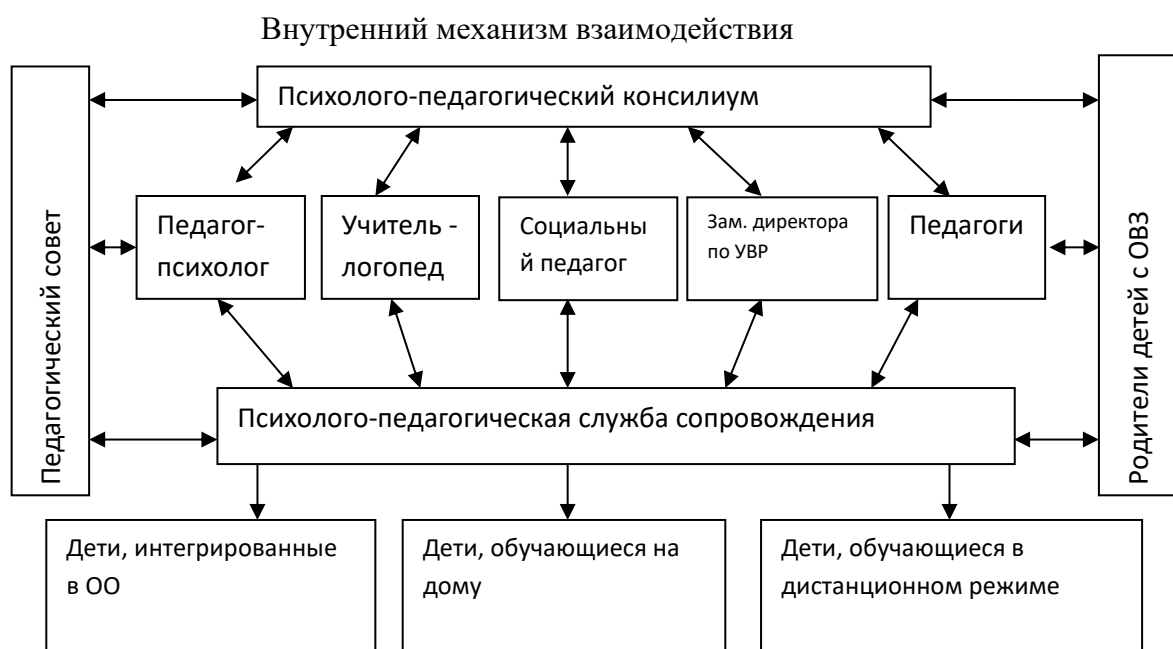 Внутренний механизм взаимодействия
Психолого-педагогический консилиум
Педагогический совет
Родители детей с ОВЗ
Педагог-
психолог
Учитель -
логопед
Социальны
й педагог
Зам. директора
по УВР
Педагоги
Психолого-педагогическая служба сопровождения
Дети, интегрированные
в ОО
Дети, обучающиеся на
дому
Дети, обучающиеся в
дистанционном режиме